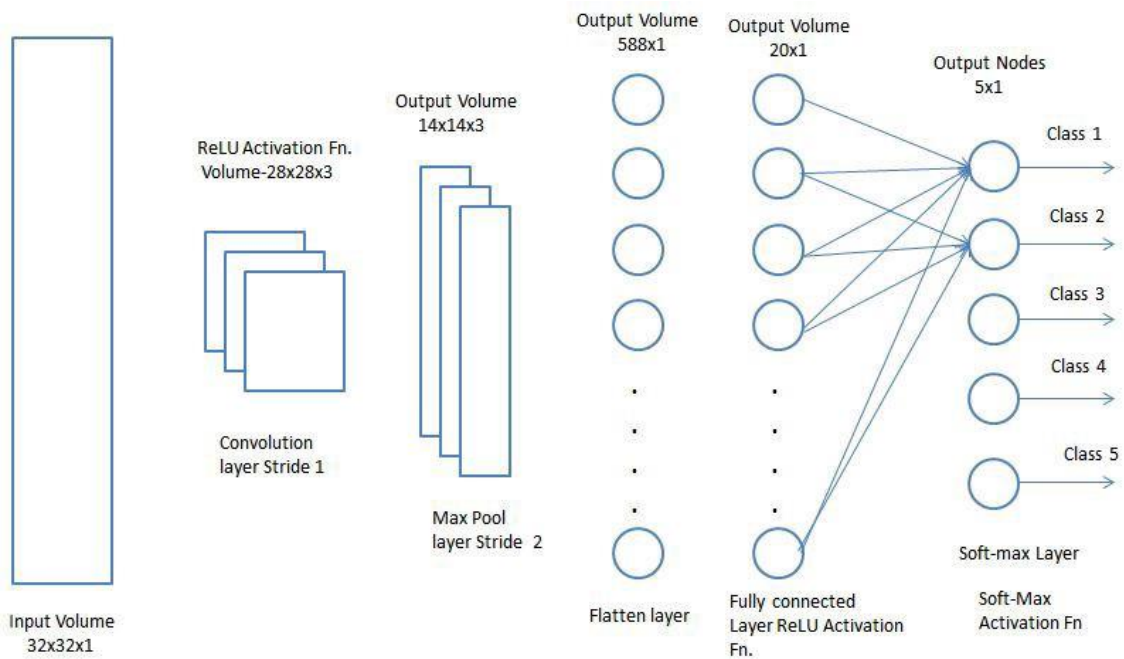 Input Volume
32x32x1
ReLU Activation Fn.
Volume-28x28x3
Convolution
layer Stride 1
Output Volume
14x14x3
Max Pool
layer Stride 2
Output Volume
588x1
Flatten layer
Output Volume
20x1
Fully connected
Layer ReLU Activation
Fn.
Output Nodes
5x1
Class 1
Class 2
Class 3
Class 4
Class 5
Soft-max Layer
Soft-Max
Activation Fn